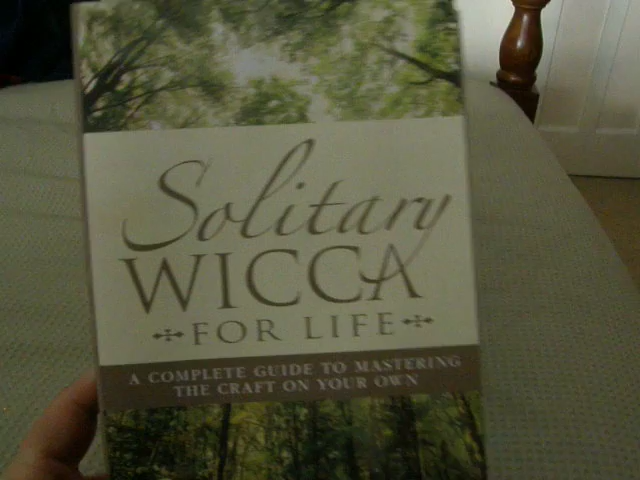 Solitary
WICCA
FOR LIFE
A COMPLETE GUIDE TO MASTERING
THE CRAFT ON YOUR OWN